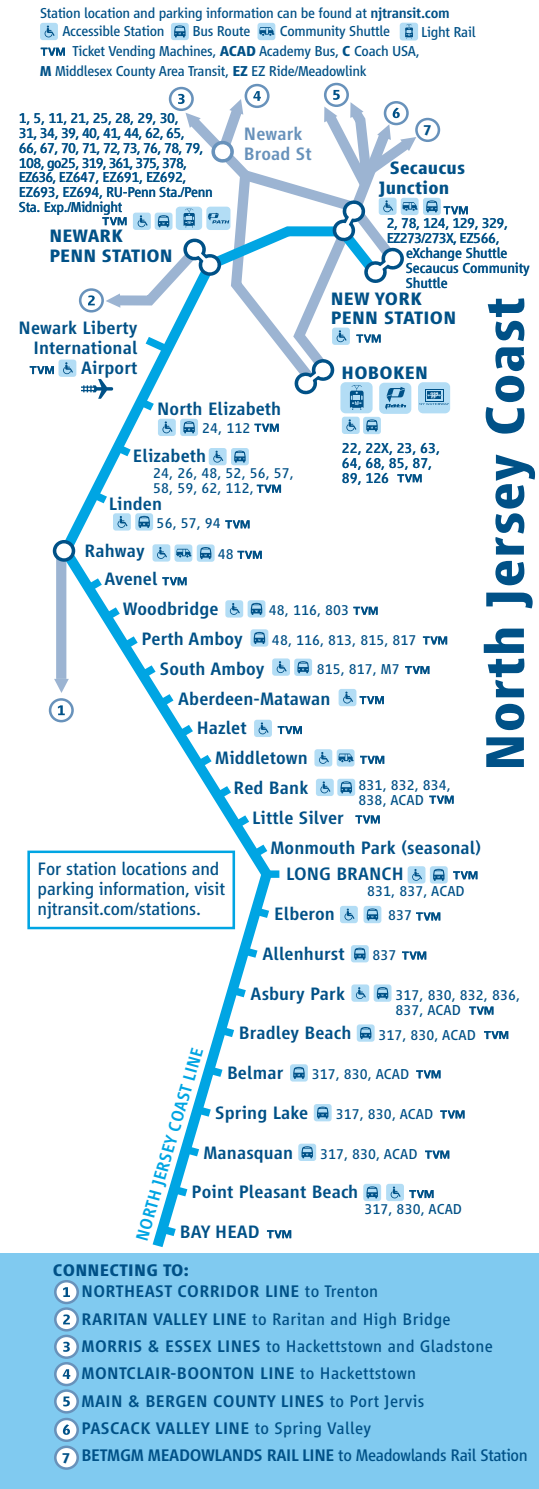 Station location and parking information can be found at njtransit.com
Accessible Station Bus Route Community Shuttle Light Rail
TVM Ticket Vending Machines, ACAD Academy Bus, C Coach USA,
M Middlesex County Area Transit, EZ EZ Ride/Meadowlink
3
4
5
6
7
1, 5, 11, 21, 25, 28, 29, 30,
31, 34, 39, 40, 41, 44, 62, 65,
66, 67, 70, 71, 72, 73, 76, 78, 79,
108, go25, 319, 361, 375, 378,
EZ636, EZ647, EZ691, EZ692,
EZ693, EZ694, RU-Penn Sta./Penn
Sta. Exp./Midnight
TVM PATH
NEWARK
PENN STATION
Newark
Broad St
Secaucus
Junction
TVM
2, 78, 124, 129, 329,
EZ273/273X, EZ566,
eXchange Shuttle
Secaucus Community
Shuttle
2
NEW YORK
PENN STATION
TVM
Newark Liberty
International
TVM Airport
HOBOKEN
path
22, 22X, 23, 63,
64, 68, 85, 87,
89, 126 TVM
North Jersey Coast
North Elizabeth
24, 112 TVM
Elizabeth
24, 26, 48, 52, 56, 57,
58, 59, 62, 112, TVM
Linden
56, 57, 94 TVM
Rahway 48 TVM
Avenel TVM
Woodbridge 48, 116, 803 TVM
Perth Amboy 48, 116, 813, 815, 817 TVM
South Amboy 815, 817, M7 TVM
Aberdeen-Matawan TVM
1
Hazlet TVM
Middletown TVM
Red Bank 831, 832, 834,
838, ACAD TVM
Little Silver TVM
Monmouth Park (seasonal)
LONG BRANCH TVM
831, 837, ACAD
For station locations and
parking information, visit
njtransit.com/stations.
Elberon 837 TVM
Allenhurst 837 TVM
Asbury Park 317, 830, 832, 836,
837, ACAD TVM
Bradley Beach 317, 830, ACAD TVM
Belmar 317, 830, ACAD TVM
Spring Lake 317, 830, ACAD TVM
Manasquan 317, 830, ACAD TVM
Point Pleasant Beach TVM
317, 830, ACAD
BAY HEAD TVM
NORTH JERSEY COAST LINE
CONNECTING TO:
1 NORTHEAST CORRIDOR LINE to Trenton
2 RARITAN VALLEY LINE to Raritan and High Bridge
3 MORRIS & ESSEX LINES to Hackettstown and Gladstone
4 MONTCLAIR-BOONTON LINE to Hackettstown
5 MAIN & BERGEN COUNTY LINES to Port Jervis
6 PASCACK VALLEY LINE to Spring Valley
7 BETMGM MEADOWLANDS RAIL LINE to Meadowlands Rail Station